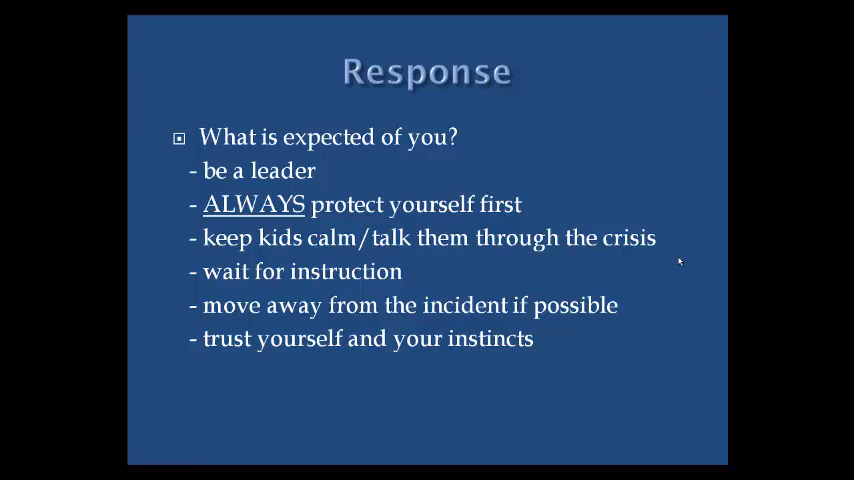 Response
What is expected of you?
- be a leader
- ALWAYS protect yourself first
- keep kids calm/talk them through the crisis
- wait for instruction
- move away from the incident if possible
- trust yourself and your instincts